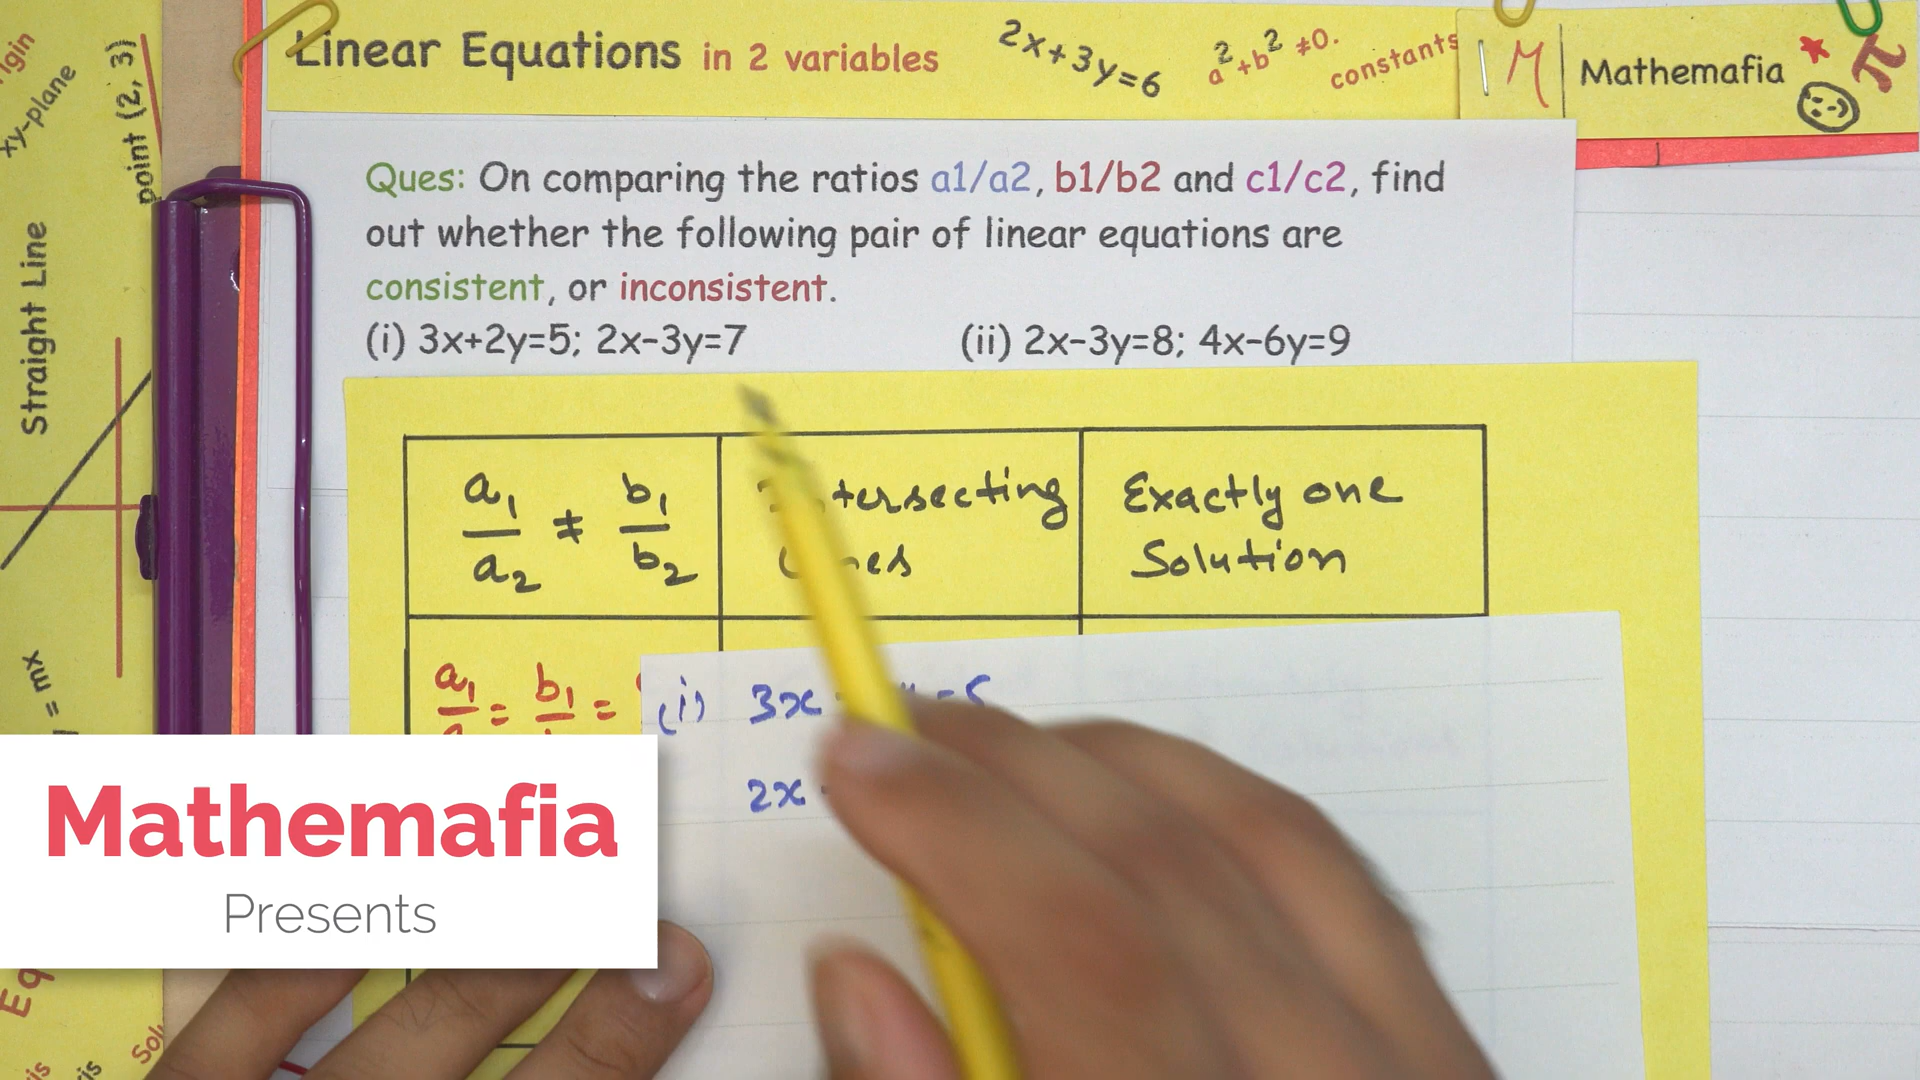 Linear Equations in 2 variables
2x+3y=6
a²+b²≠0.
constants
M
Mathemafia
π
xy-plane
point (2, 3)
Straight Line
= mx
Ques: On comparing the ratios a1/a2, b1/b2 and c1/c2, find
out whether the following pair of linear equations are
consistent, or inconsistent.
(i) 3x+2y=5; 2x-3y=7
(ii) 2x-3y=8; 4x-6y=9
a₁/a₂ ≠ b₁/b₂
Exactly one
Solution
a₁ = b₁ =
(i) 3x
2x
Mathemafia
Presents